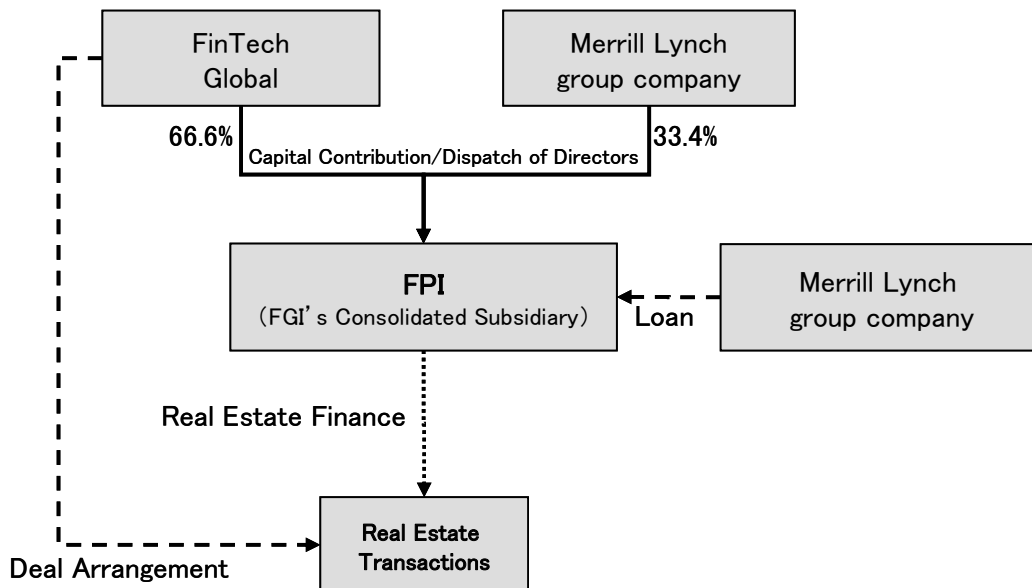 FinTech
Global
Merrill Lynch
group company
66.6%
33.4%
Capital Contribution/Dispatch of Directors
FPI
(FGI's Consolidated Subsidiary)
Merrill Lynch
group company
Loan
Real Estate Finance
Real Estate
Transactions
Deal Arrangement